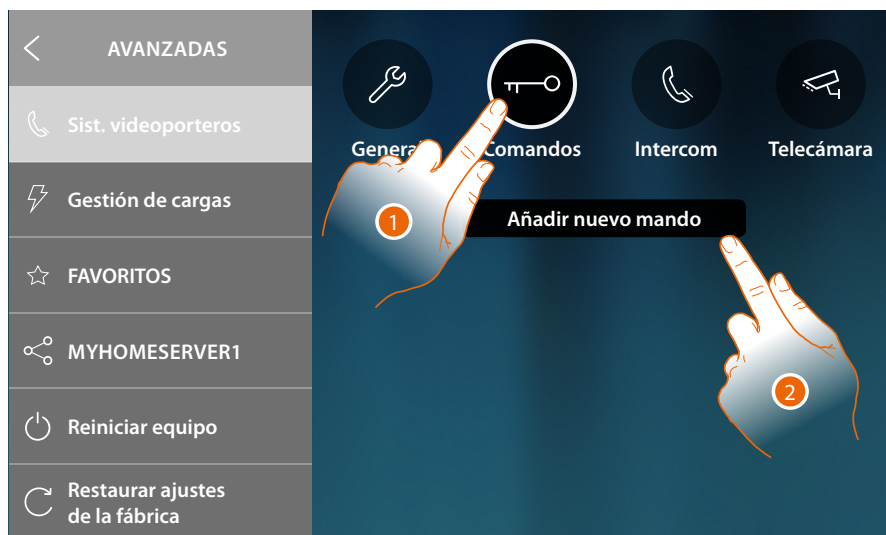 AVANZADAS
Sist. videoporteros
Gestión de cargas
FAVORITOS
MYHOMESERVER1
Reiniciar equipo
Restaurar ajustes
de la fábrica
General Comandos Intercom Telecámara
Añadir nuevo mando
1
2